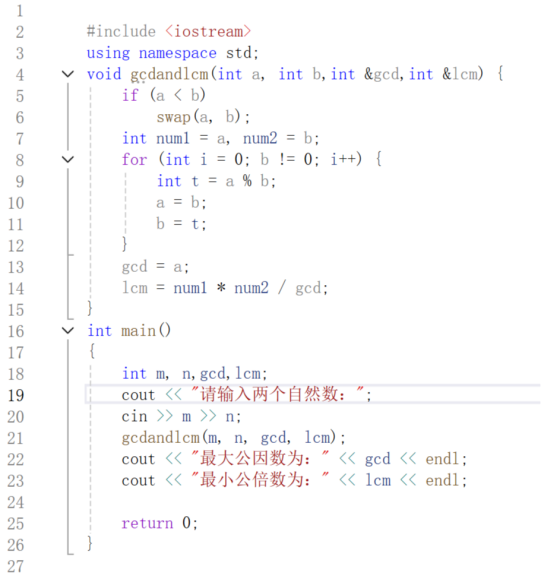 1
2 #include <iostream>
3 using namespace std;
4 void gcdandlcm(int a, int b,int &gcd,int &lcm) {
5 if (a < b)
6 swap(a, b);
7 int num1 = a, num2 = b;
8 for (int i = 0; b != 0; i++) {
9 int t = a % b;
10 a = b;
11 b = t;
12 }
13 gcd = a;
14 lcm = num1 * num2 / gcd;
15 }
16 int main()
17 {
18 int m, n,gcd,lcm;
19 cout << "请输入两个自然数：";
20 cin >> m >> n;
21 gcdandlcm(m, n, gcd, lcm);
22 cout << "最大公因数为：" << gcd << endl;
23 cout << "最小公倍数为：" << lcm << endl;
24
25 return 0;
26 }
27